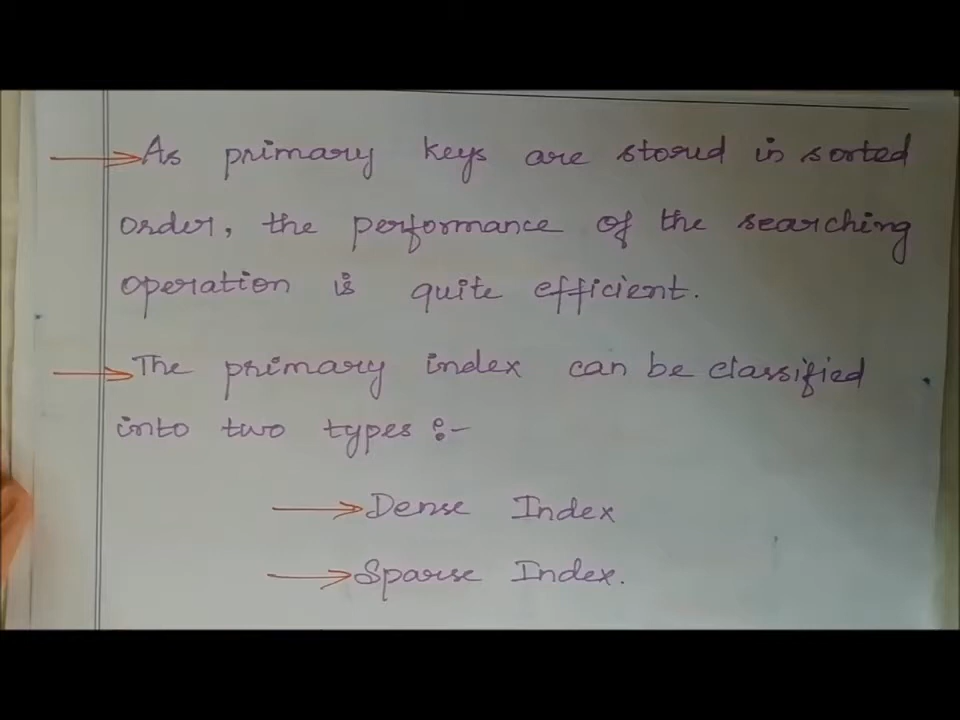 As primary keys are stored in sorted
order, the performance of the searching
operation is quite efficient.
The primary index can be classified
into two types :-
Dense Index
Sparse Index.